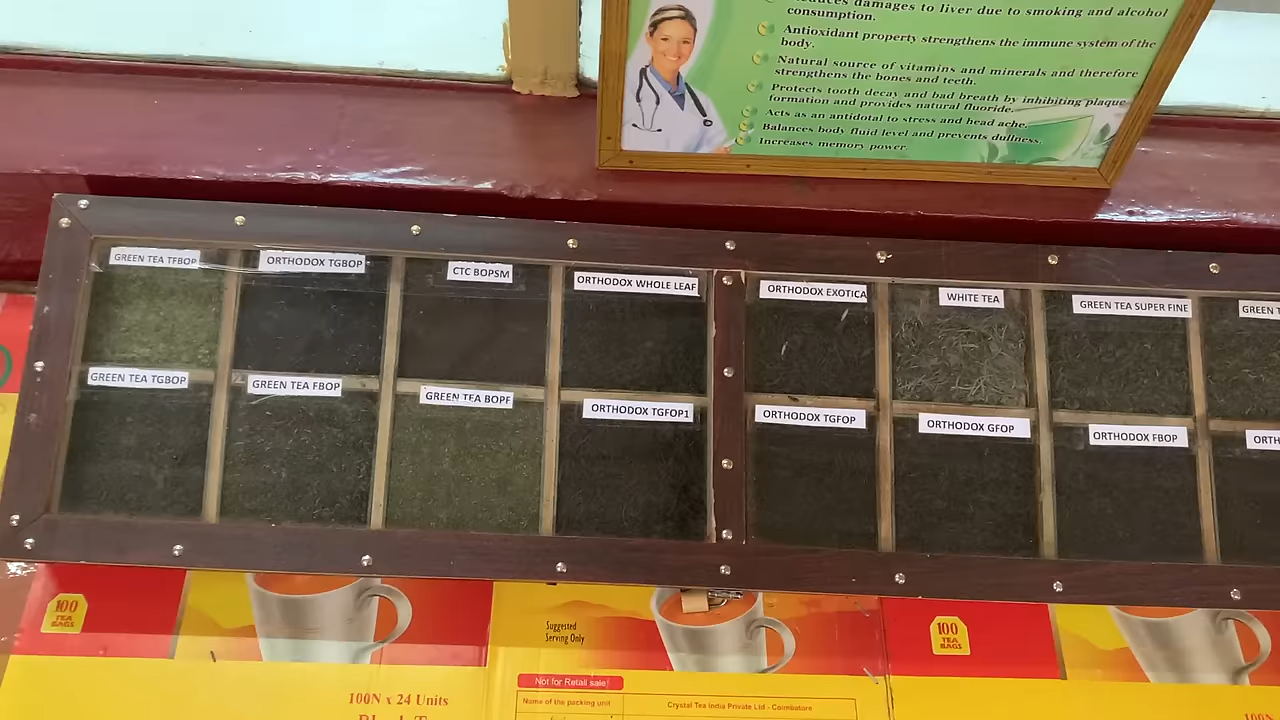 damages to liver due to smoking and alcohol
consumption.
Antioxidant property strengthens the immune system of the
body.
Natural source of vitamins and minerals and therefore
strengthens the bones and teeth.
Protects tooth decay and bad breath by inhibiting plaque
formation and provides natural fluoride.
Acts as an antidotal to stress and head ache.
Balances body fluid level and prevents dullness.
Increases memory power.
GREEN TEA TFBOP
ORTHODOX TGBOP
CTC BOPSM
ORTHODOX WHOLE LEAF
ORTHODOX EXOTICA
WHITE TEA
GREEN TEA SUPER FINE
GREEN
GREEN TEA TGBOP
GREEN TEA FBOP
GREEN TEA BOPF
ORTHODOX TGFOP1
ORTHODOX TGFOP
ORTHODOX GFOP
ORTHODOX FBOP
ORTH
100
TEA
BAGS
Suggested
Serving Only
100
TEA
BAGS
Not for Retail sale
100N x 24 Units
Name of the packing unit
Crystal Tea India Private Ltd - Coimbatore
100N